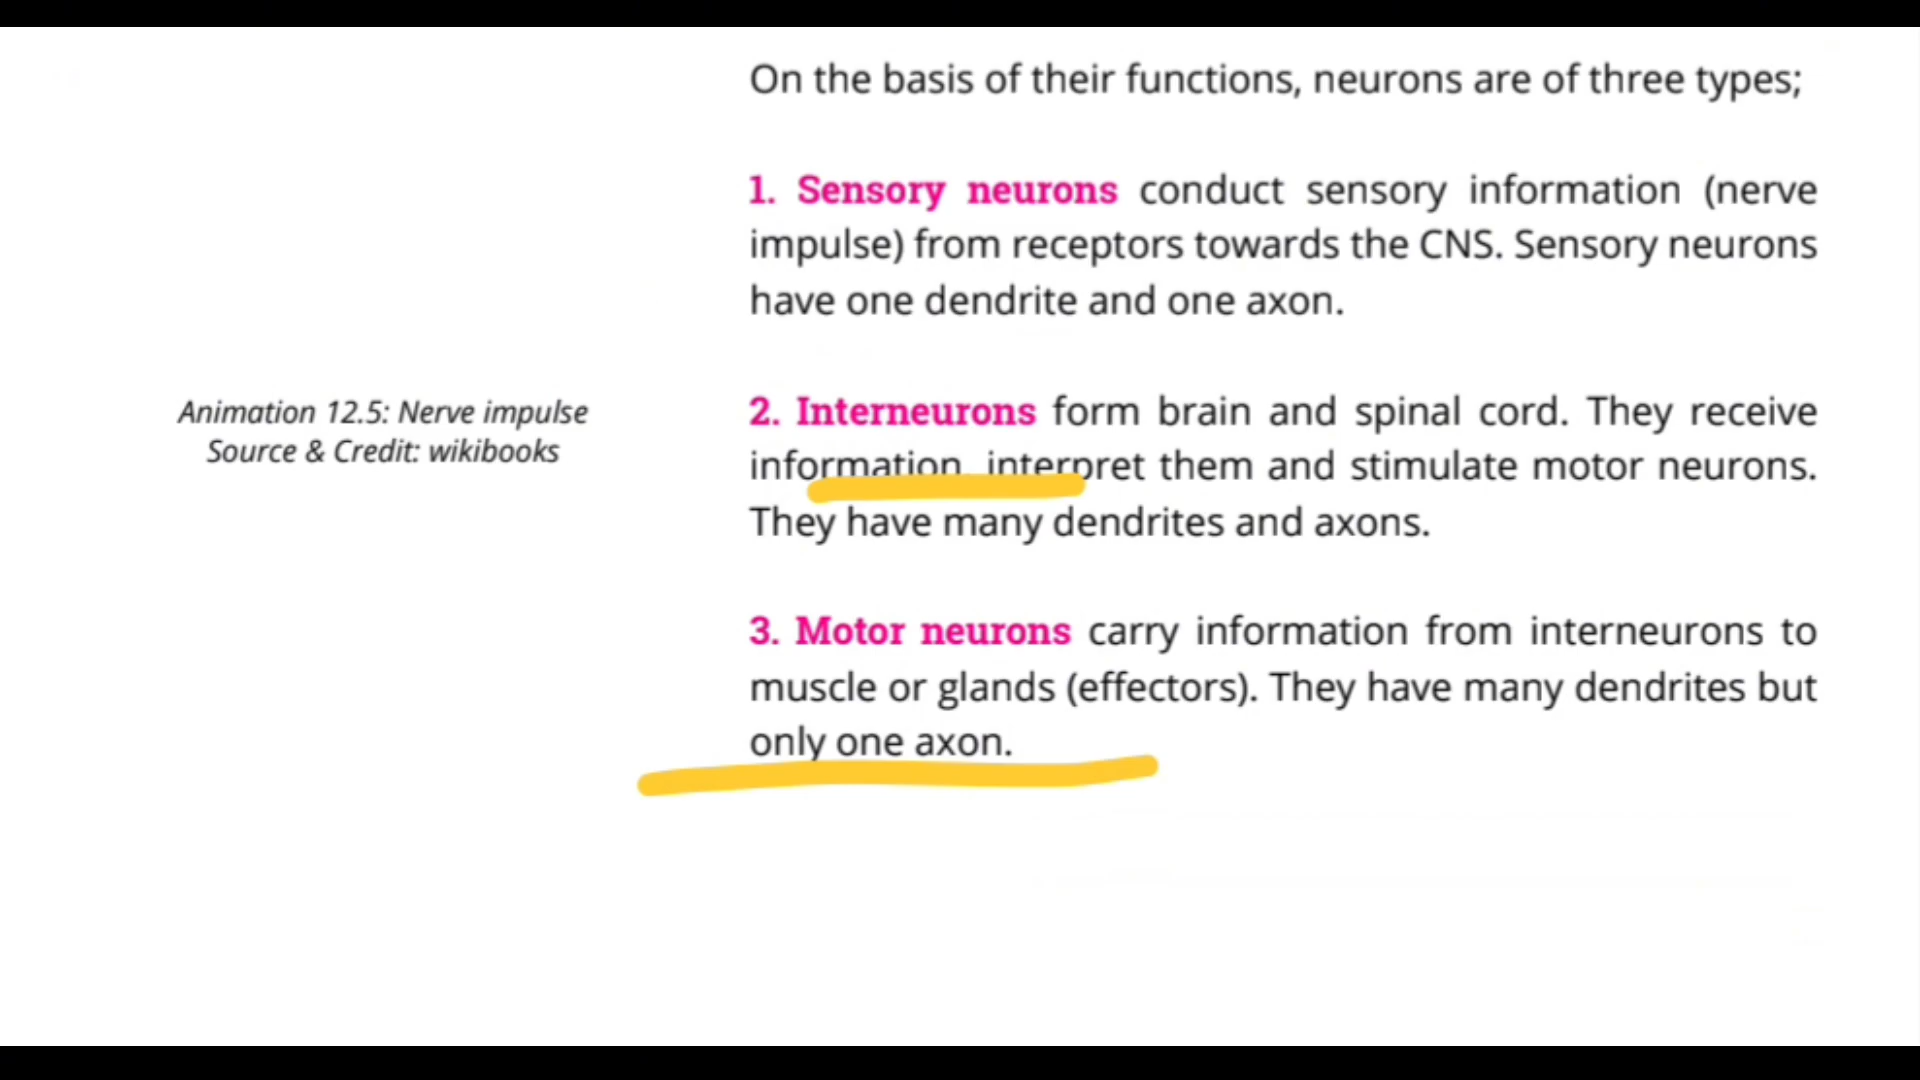 On the basis of their functions, neurons are of three types;
1. Sensory neurons conduct sensory information (nerve
impulse) from receptors towards the CNS. Sensory neurons
have one dendrite and one axon.
Animation 12.5: Nerve impulse
Source & Credit: wikibooks
2. Interneurons form brain and spinal cord. They receive
information, interpret them and stimulate motor neurons.
They have many dendrites and axons.
3. Motor neurons carry information from interneurons to
muscle or glands (effectors). They have many dendrites but
only one axon.